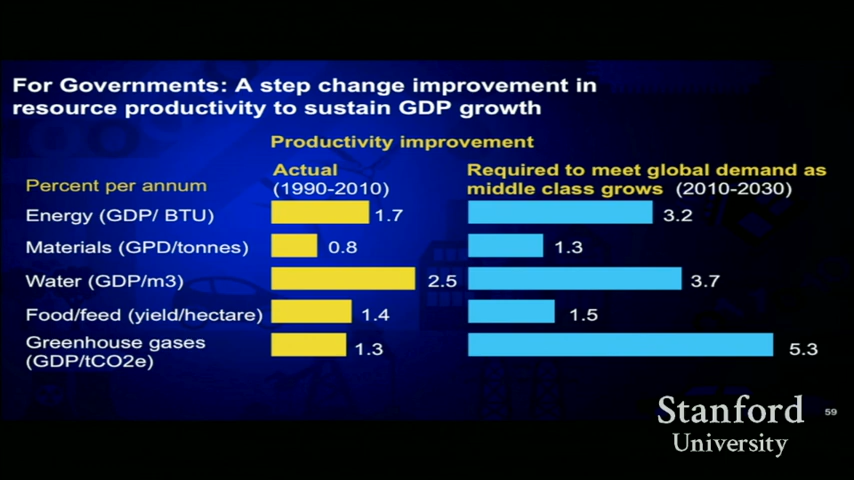 For Governments: A step change improvement in
resource productivity to sustain GDP growth
Productivity improvement
Actual
(1990-2010)
Required to meet global demand as
middle class grows (2010-2030)
Percent per annum
Energy (GDP/ BTU) 1.7 3.2
Materials (GPD/tonnes) 0.8 1.3
Water (GDP/m3) 2.5 3.7
Food/feed (yield/hectare) 1.4 1.5
Greenhouse gases
(GDP/tCO2e) 1.3 5.3
Stanford
University
59